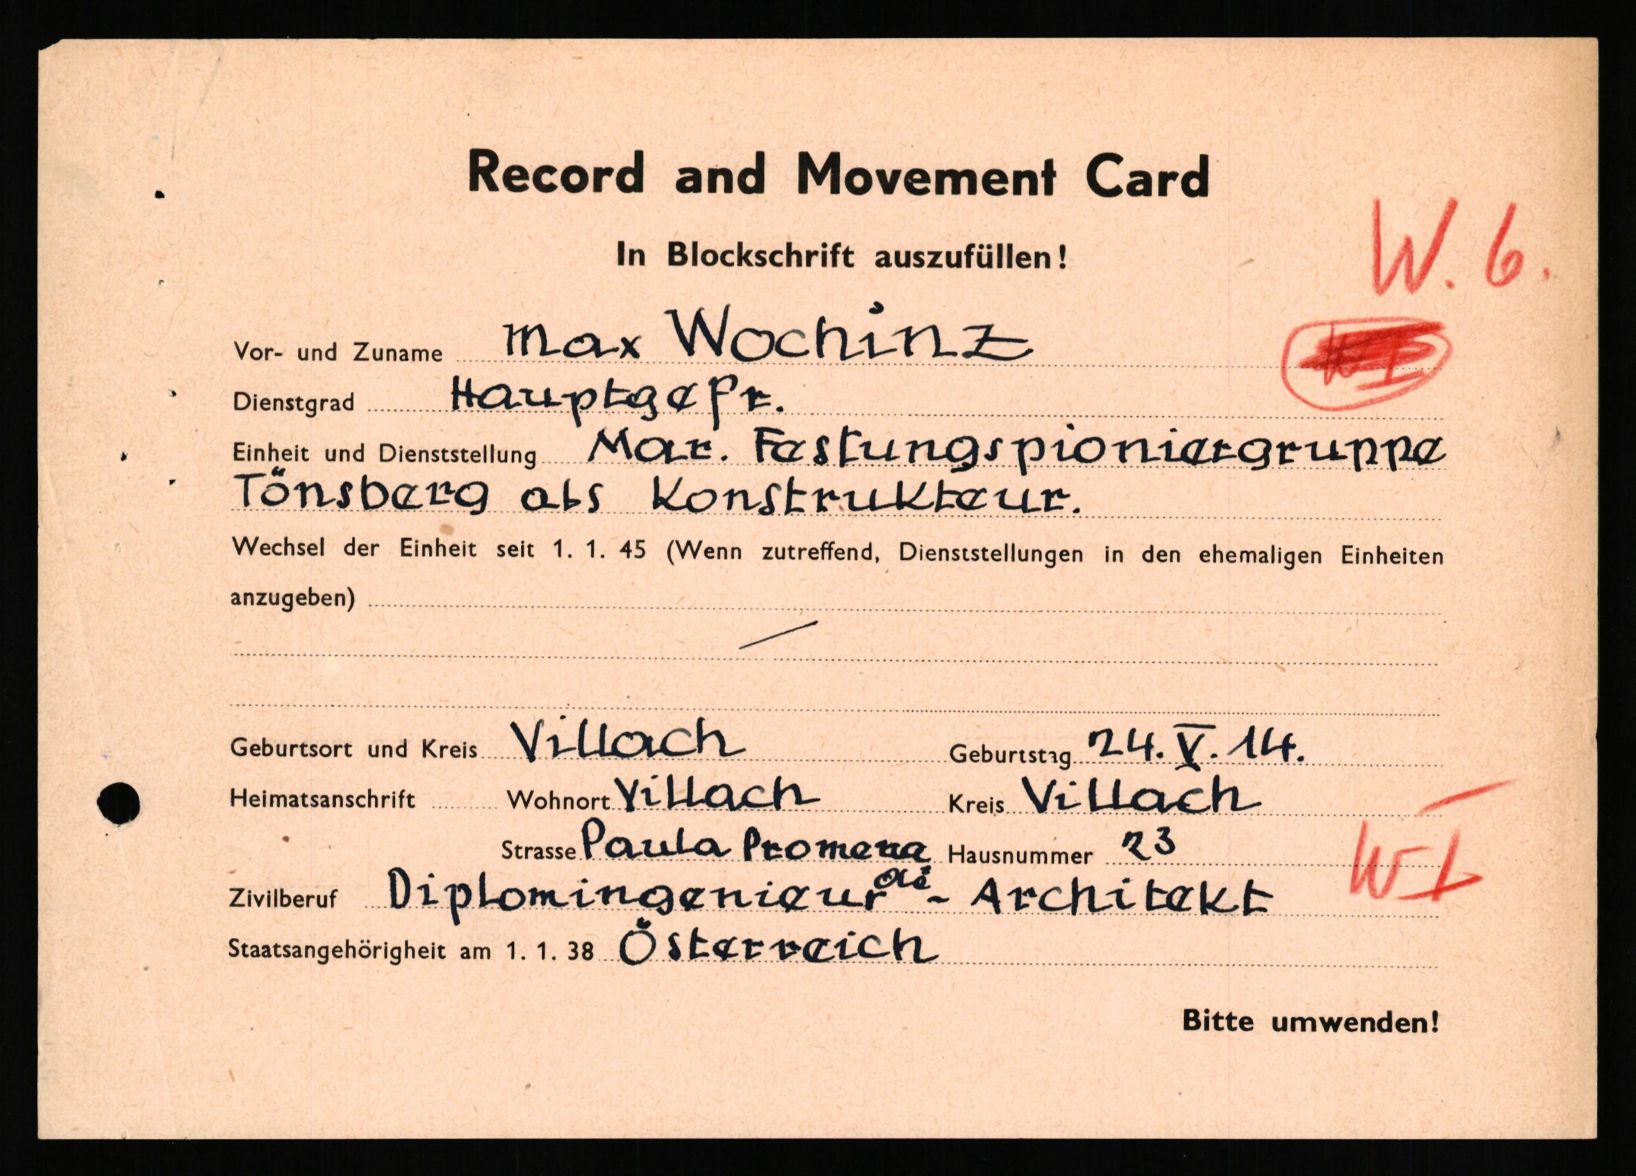 Record and Movement Card
W. 6.
In Blockschrift auszufüllen!
Vor- und Zuname Max Wochinz
W I
Dienstgrad Hauptgefr.
Einheit und Dienststellung Mar. Festungspioniergruppe
Tönsberg als Konstrukteur.
Wechsel der Einheit seit 1. 1. 45 (Wenn zutreffend, Dienststellungen in den ehemaligen Einheiten
anzugeben)
Geburtsort und Kreis Villach Geburtstag 24. V. 14.
Heimatsanschrift Wohnort Villach Kreis Villach
Strasse Paula Promena Hausnummer 23
de
W I
Zivilberuf Diplomingenieur - Architekt
Staatsangehörigheit am 1. 1. 38 Österreich
Bitte umwenden!